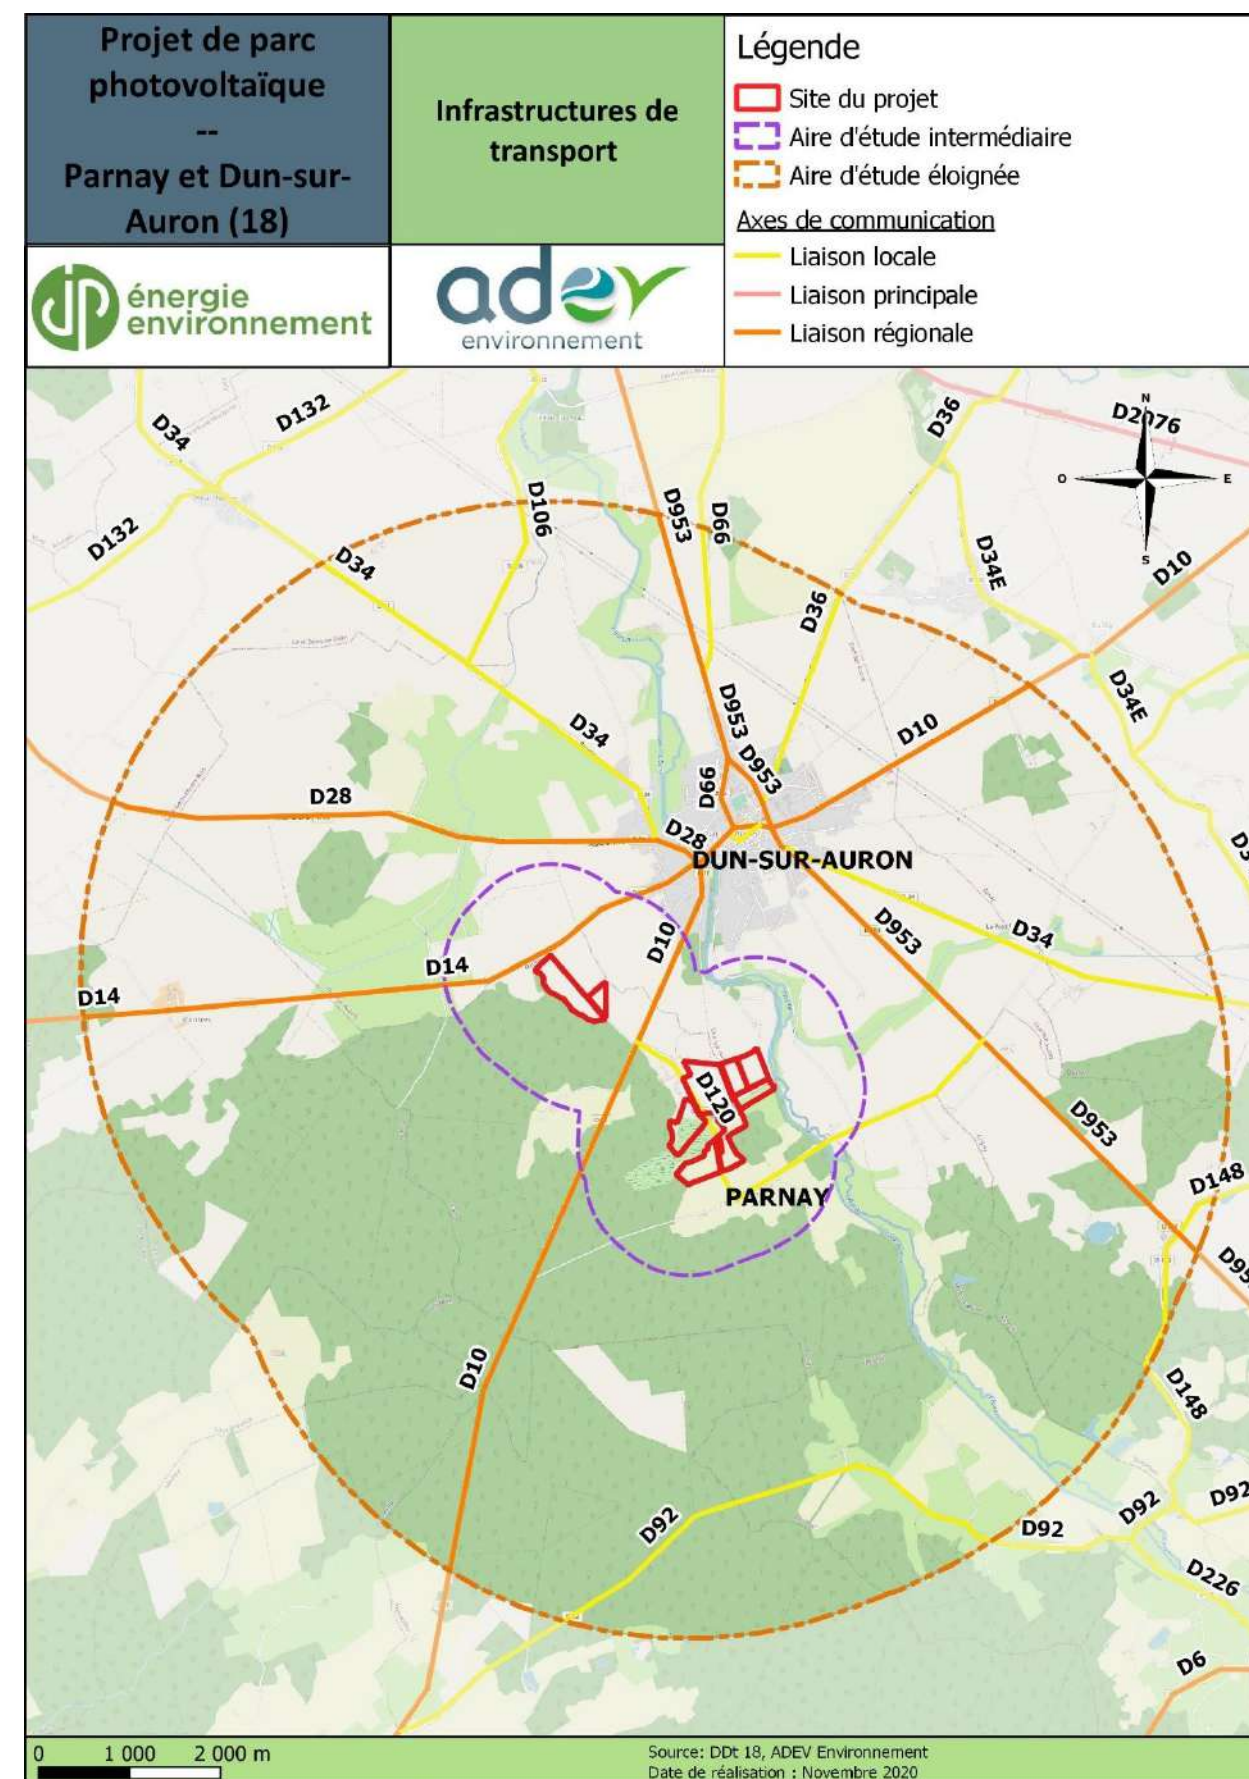 Projet de parc
photovoltaïque
--
Parnay et Dun-sur-
Auron (18)
Infrastructures de
transport
Légende
Site du projet
Aire d'étude intermédiaire
Aire d'étude éloignée
Axes de communication
Liaison locale
Liaison principale
Liaison régionale
énergie
environnement
adev
environnement
D34
D132
D36
D2076
N
O
E
S
D132
D106
D953
D66
D34
D34E
D10
D36
D34E
D34
D953
D10
D953
D66
D28
D28
DUN-SUR-AURON
D953
D34
D10
D14
D14
D120
D953
D148
PARNAY
D10
D148
D92
D92
D92
D92
D226
D6
0 1 000 2 000 m
Source: DDt 18, ADEV Environnement
Date de réalisation : Novembre 2020